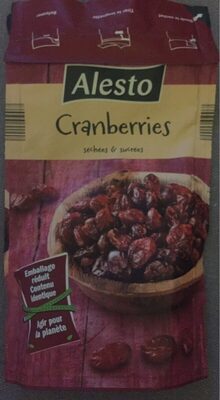 Alesto
Cranberries
séchées & sucrées
Emballage
réduit
Contenu
identique
Agir pour
la planète